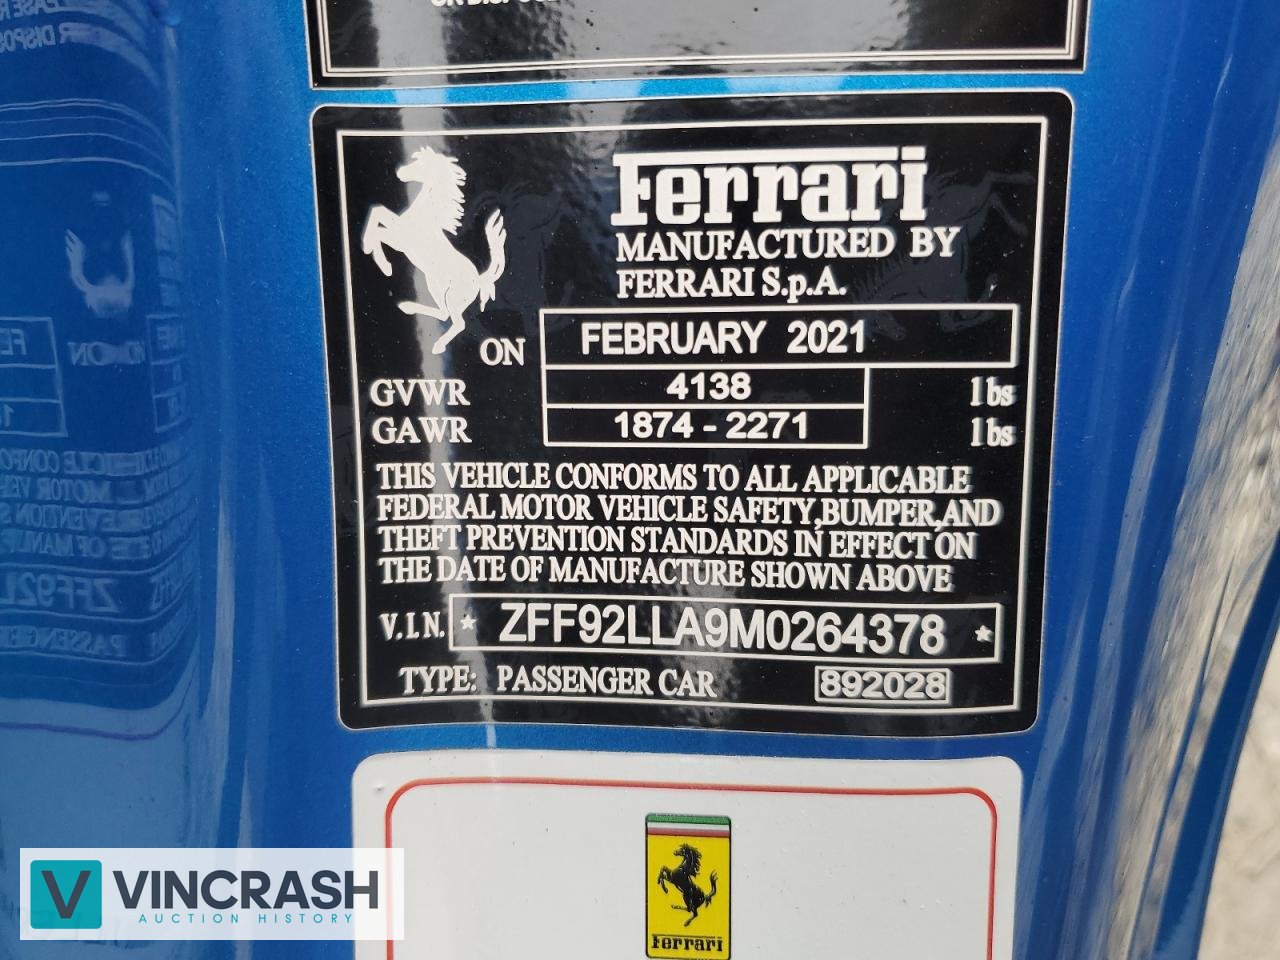 Ferrari
MANUFACTURED BY
FERRARI S.p.A.
ON FEBRUARY 2021
GVWR 4138 lbs
GAWR 1874 - 2271 lbs
THIS VEHICLE CONFORMS TO ALL APPLICABLE
FEDERAL MOTOR VEHICLE SAFETY,BUMPER,AND
THEFT PREVENTION STANDARDS IN EFFECT ON
THE DATE OF MANUFACTURE SHOWN ABOVE
V.I.N. * ZFF92LLA9M0264378 *
TYPE: PASSENGER CAR 892028
Ferrari
V VINCRASH
AUCTION HISTORY